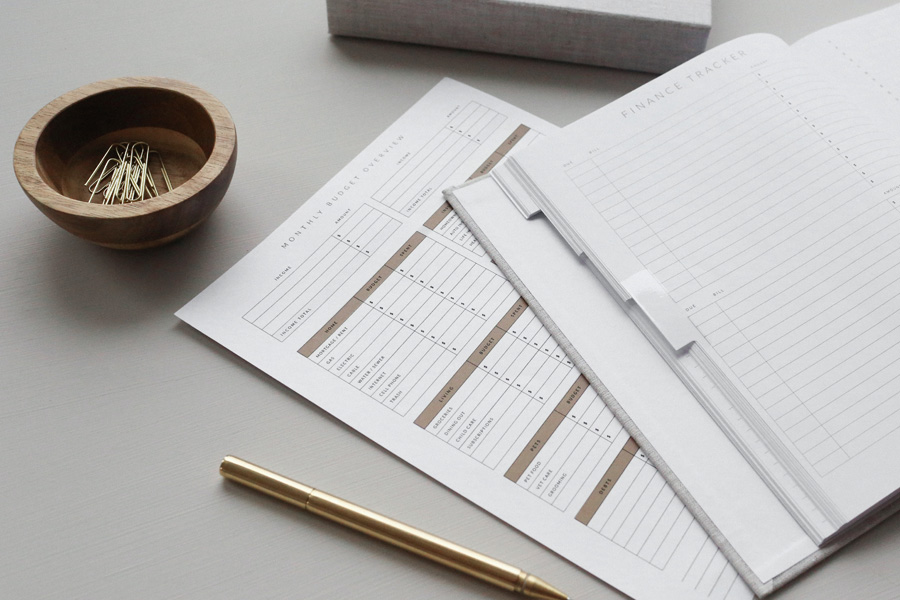 FINANCE TRACKER
DUE BILL
MONTHLY BUDGET OVERVIEW
INCOME AMOUNT
$
$
$
INCOME TOTAL
INCOME
$
$
$
INCOME TOTAL
HOME BUDGET SPENT
MORTGAGE / RENT $ $
GAS $ $
ELECTRIC $ $
CABLE $ $
WATER / SEWER $ $
INTERNET $ $
CELL PHONE $ $
TRASH $ $
LIVING BUDGET SPENT
GROCERIES $ $
DINING OUT $ $
CHILD CARE $ $
SUBSCRIPTIONS $ $
PETS BUDGET
PET FOOD $
VET CARE $
GROOMING $
DEBTS